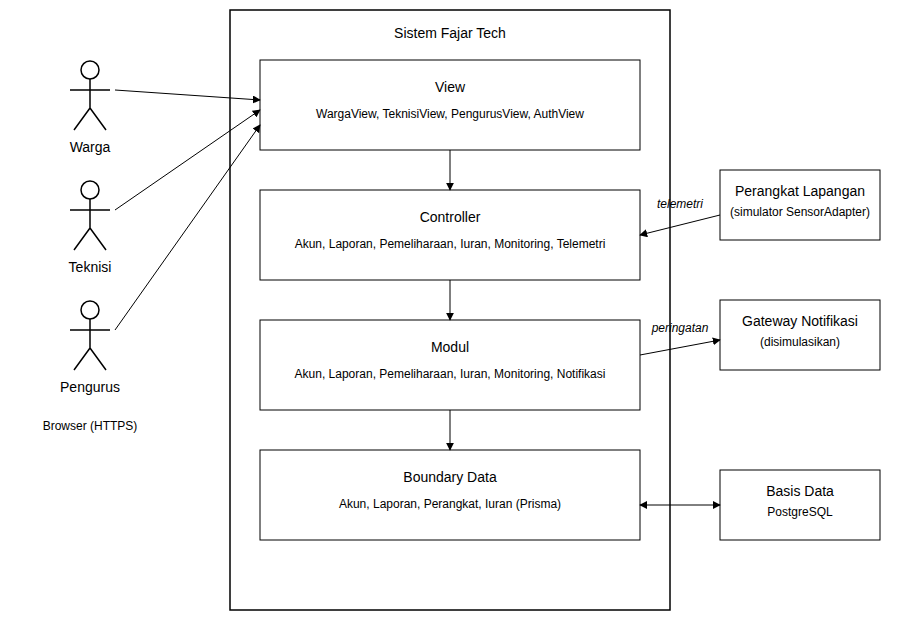 Sistem Fajar Tech
Warga
Teknisi
Pengurus
Browser (HTTPS)
View
WargaView, TeknisiView, PengurusView, AuthView
Controller
Akun, Laporan, Pemeliharaan, Iuran, Monitoring, Telemetri
Modul
Akun, Laporan, Pemeliharaan, Iuran, Monitoring, Notifikasi
Boundary Data
Akun, Laporan, Perangkat, Iuran (Prisma)
telemetri
Perangkat Lapangan
(simulator SensorAdapter)
peringatan
Gateway Notifikasi
(disimulasikan)
Basis Data
PostgreSQL